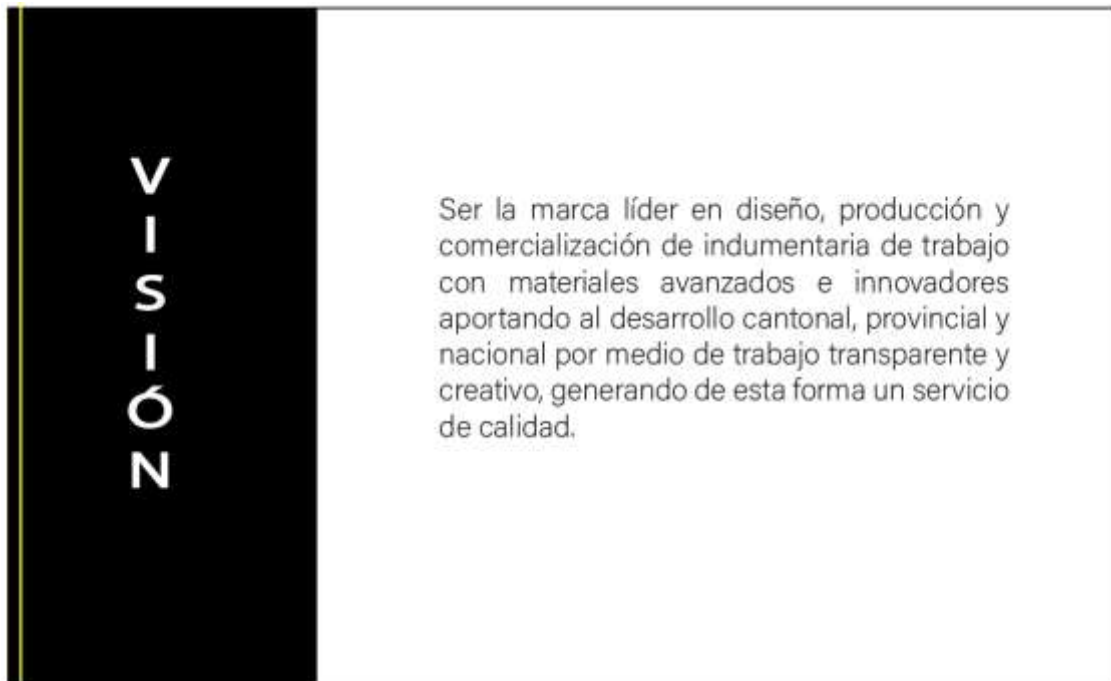 VISIÓN
Ser la marca líder en diseño, producción y
comercialización de indumentaria de trabajo
con materiales avanzados e innovadores
aportando al desarrollo cantonal, provincial y
nacional por medio de trabajo transparente y
creativo, generando de esta forma un servicio
de calidad.